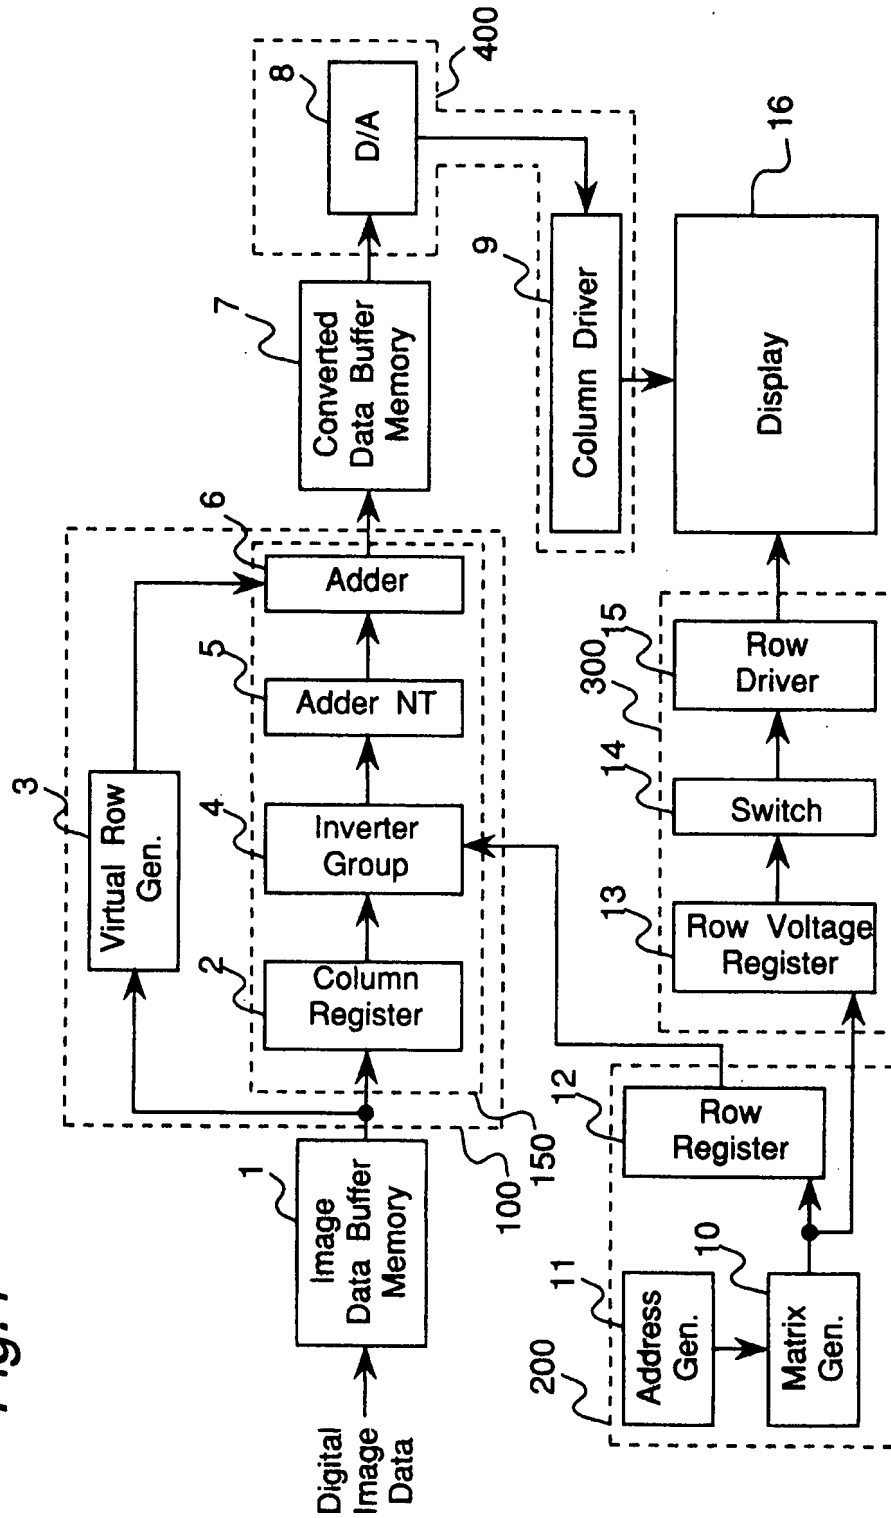 3
Virtual Row
Gen.
1
Image
Data Buffer
Memory
Digital
Image
Data
2
Column
Register
4
Inverter
Group
5
Adder NT
6
Adder
7
Converted
Data Buffer
Memory
8
D/A
400
9
Column Driver
100
150
200
11
Address
Gen.
10
Matrix
Gen.
12
Row
Register
13
Row Voltage
Register
14
Switch
300
15
Row
Driver
16
Display